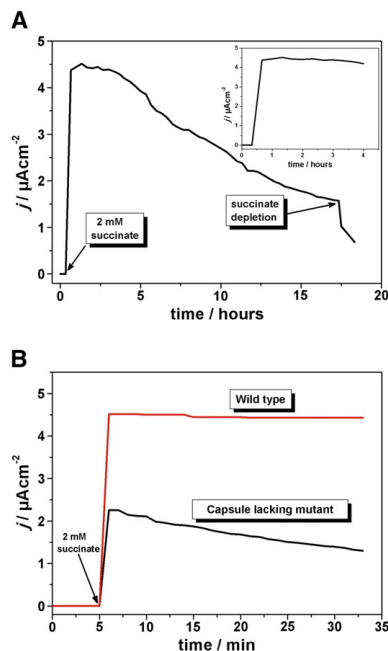 A
5
4
3
2
1
0
j / µAcm-2
5
4
3
2
1
0
j / µAcm-2
0 1 2 3 4 5
time / hours
2 mM
succinate
succinate
depletion
0 5 10 15 20
time / hours
B
5
4
3
2
1
0
j / µAcm-2
Wild type
Capsule lacking mutant
2 mM
succinate
0 5 10 15 20 25 30 35
time / min